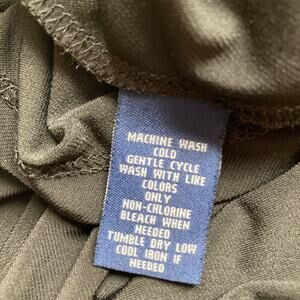 MACHINE WASH
COLD
GENTLE CYCLE
WASH WITH LIKE
COLORS
ONLY
NON-CHLORINE
BLEACH WHEN
NEEDED
TUMBLE DRY LOW
COOL IRON IF
NEEDED